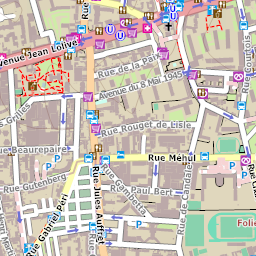 Avenue Jean Lolive
Rue de la Paix
Avenue du 8 Mai 1945
Grilles
Rue Rouget de Lisle
Beaurepaire
Rue Méhul
Rue Gutenberg
Rue Paul Bert
Rue Gambetta
Rue Jules Auffret
Rue Gabriel Péri
Rue de Candale
Folie
U
U
P
P
P
P